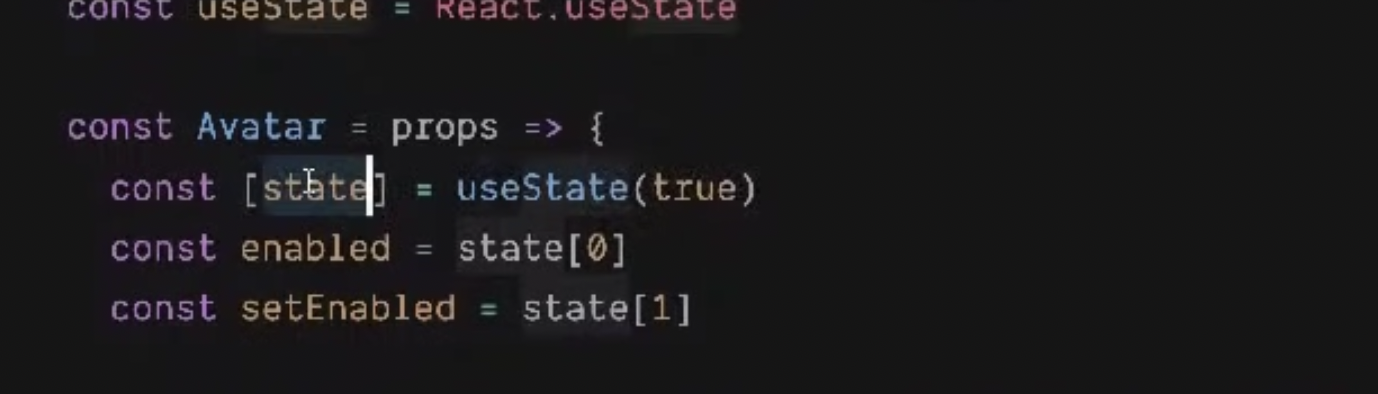 const useState = React.useState
const Avatar = props => {
const [state] = useState(true)
const enabled = state[0]
const setEnabled = state[1]